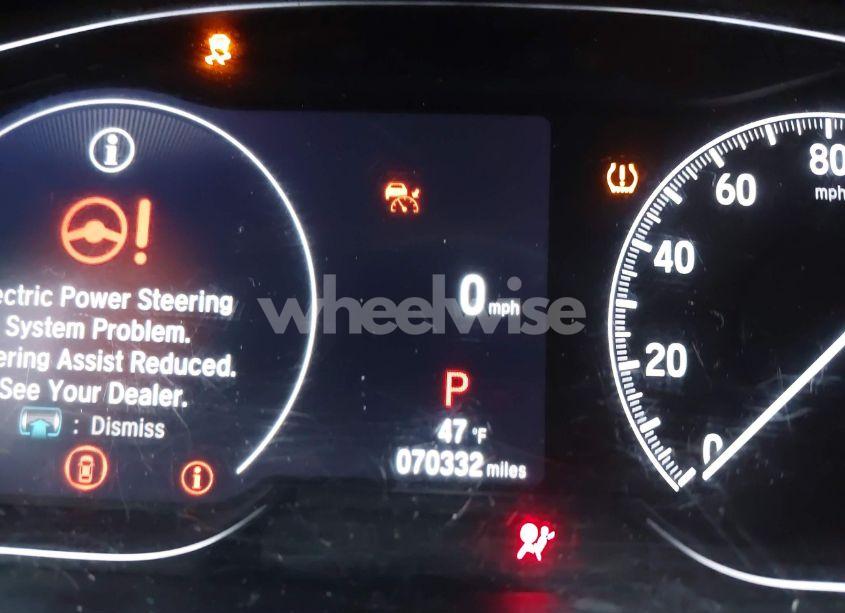 80
mph
60
40
20
0
ectric Power Steering
System Problem.
ering Assist Reduced.
See Your Dealer.
: Dismiss
wheelwise
0 mph
P
47 °F
070332 miles